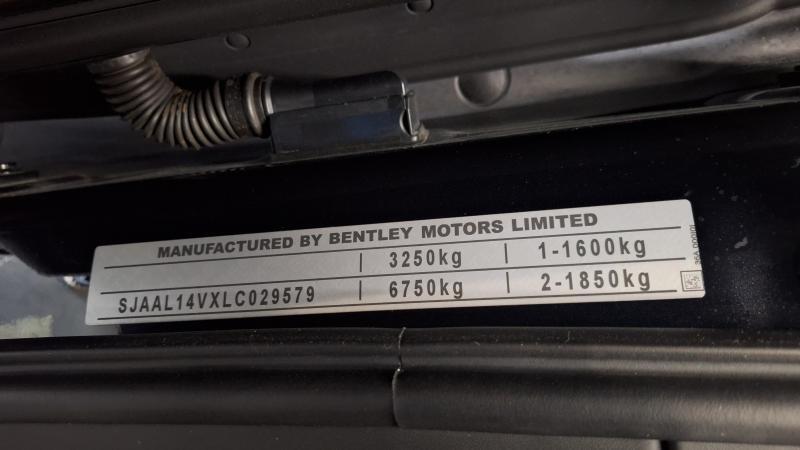 MANUFACTURED BY BENTLEY MOTORS LIMITED
3250kg 1-1600kg
SJAAL14VXLC029579 6750kg 2-1850kg